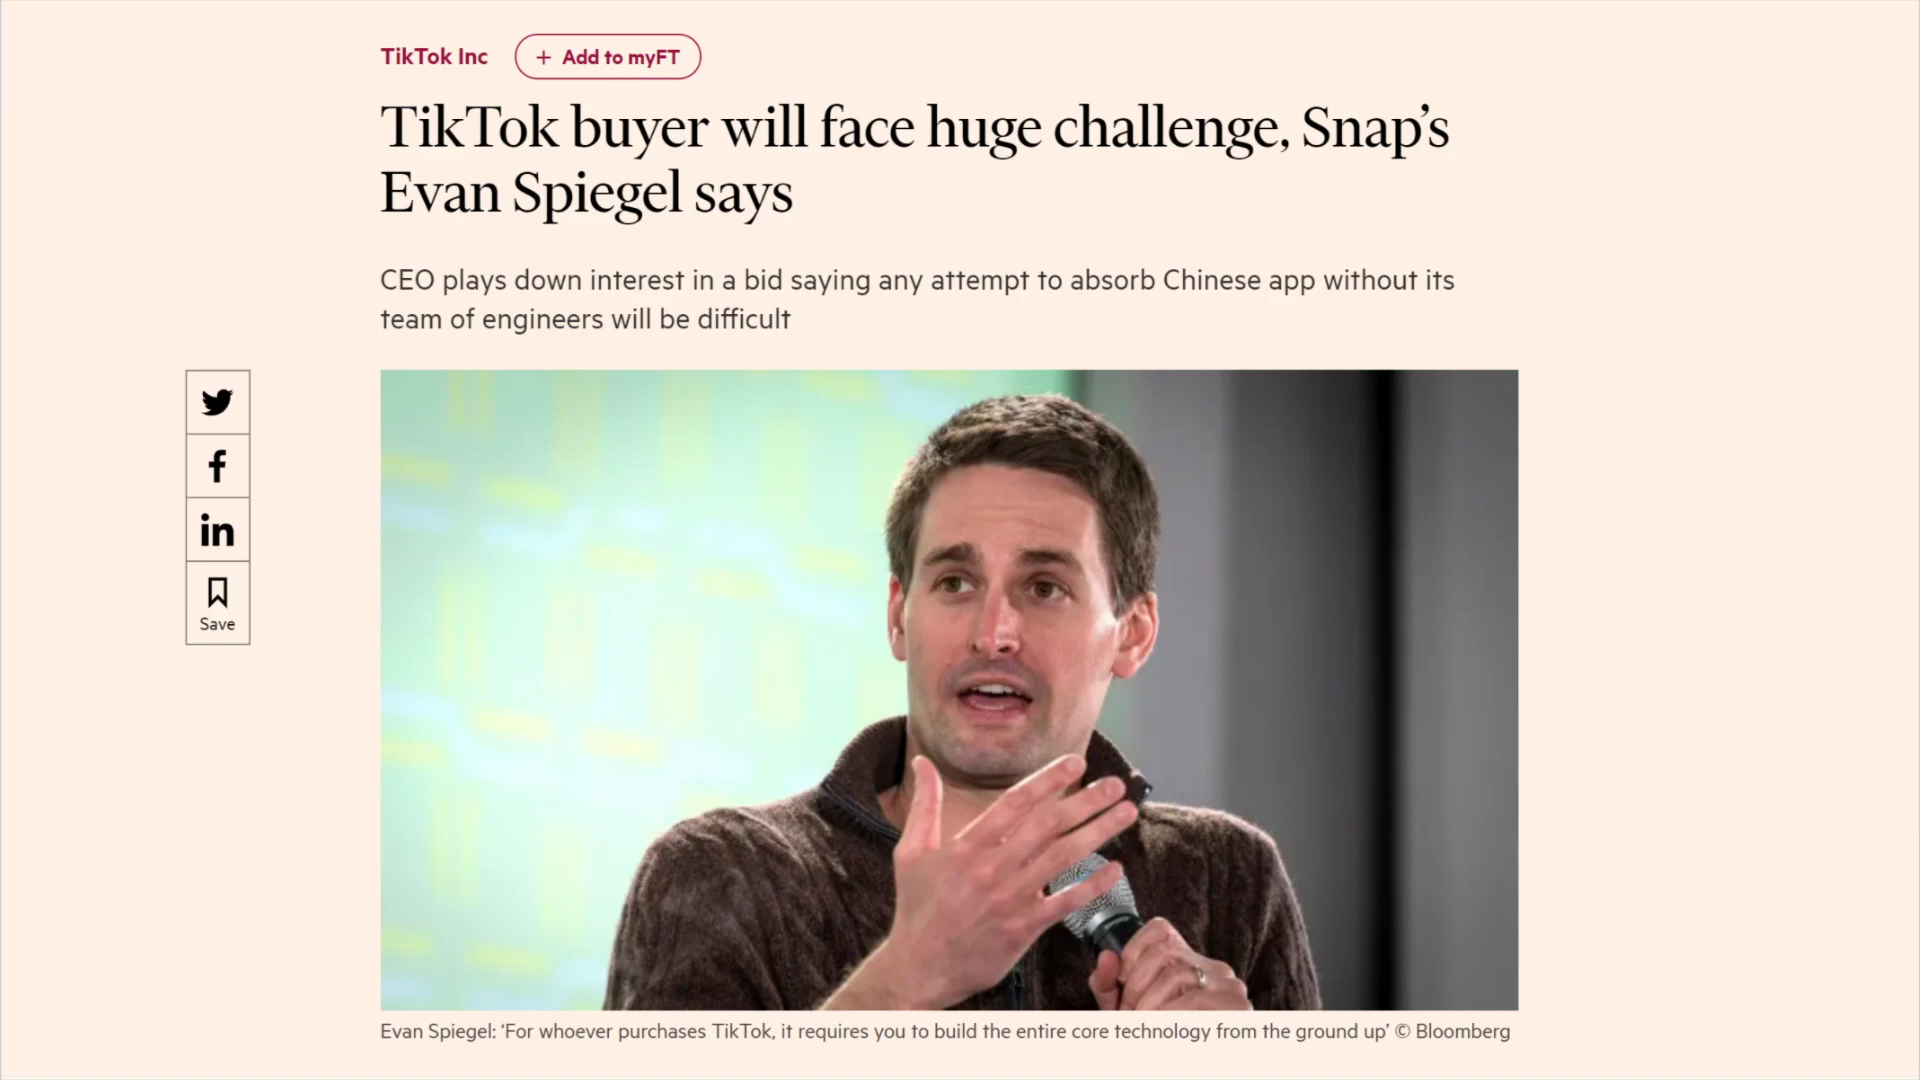 TikTok Inc
+ Add to myFT
TikTok buyer will face huge challenge, Snap’s
Evan Spiegel says
CEO plays down interest in a bid saying any attempt to absorb Chinese app without its
team of engineers will be difficult
Save
Evan Spiegel: ‘For whoever purchases TikTok, it requires you to build the entire core technology from the ground up’ © Bloomberg